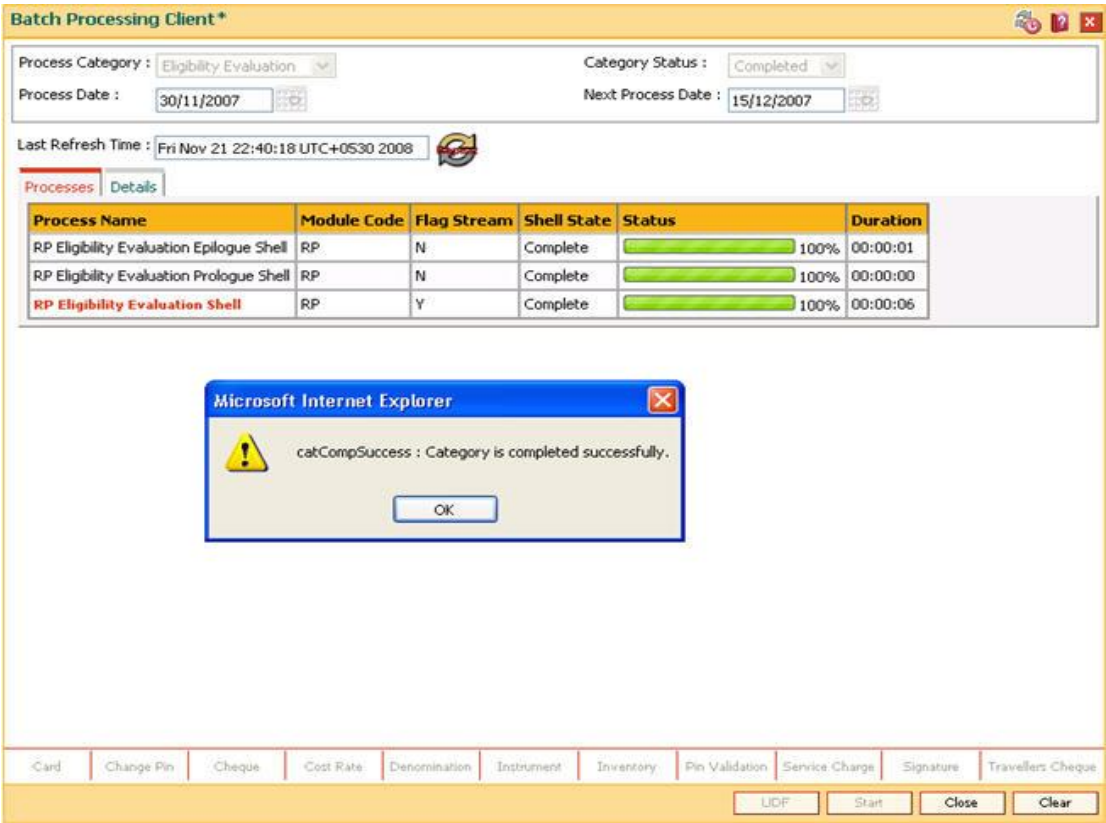 Batch Processing Client*
Process Category : Eligibility Evaluation Category Status : Completed
Process Date : 30/11/2007 Next Process Date : 15/12/2007
Last Refresh Time : Fri Nov 21 22:40:18 UTC+0530 2008
Processes Details
Process Name Module Code Flag Stream Shell State Status Duration
RP Eligibility Evaluation Epilogue Shell RP N Complete 100% 00:00:01
RP Eligibility Evaluation Prologue Shell RP N Complete 100% 00:00:00
RP Eligibility Evaluation Shell RP Y Complete 100% 00:00:06
Microsoft Internet Explorer
catCompSuccess : Category is completed successfully.
OK
Card Change Pin Cheque Cost Rate Denomination Instrument Inventory Pin Validation Service Charge Signature Travellers Cheque
UDF Start Close Clear